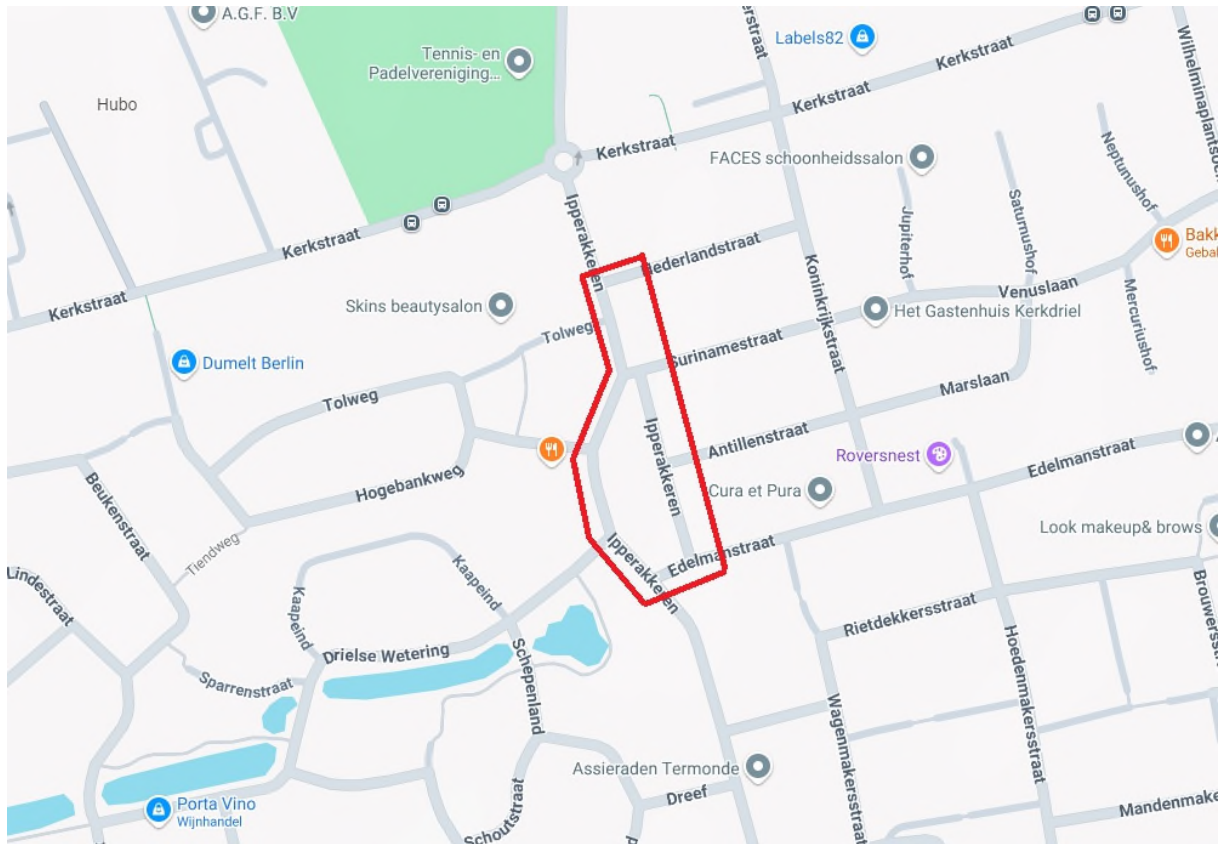 A.G.F. B.V
Labels82
Tennis- en
Padelvereniging...
Kerkstraat
Wilhelminaplantsoen
Hubo
Kerkstraat
Kerkstraat
FACES schoonheidssalon
Neptunushof
Ipperakkeren
Saturnushof
Jupiterhof
Kerkstraat
Nederlandstraat
Bakk
Gebak
Koninkrijkstraat
Venuslaan
Kerkstraat
Skins beautysalon
Het Gastenhuis Kerkdriel
Mercuriushof
Tolweg
Surinamestraat
Dumelt Berlin
Marslaan
Tolweg
Ipperakkeren
Antillenstraat
Roversnest
Edelmanstraat
Hogebankweg
Cura et Pura
Beukenstraat
Look makeup& brows
Tiendweg
Ipperakkeren
Edelmanstraat
Lindestraat
Kaapeind
Kaapeind
Rietdekkersstraat
Brouwersstra
Drielse Wetering
Schepenland
Hoedenmakersstraat
Sparrenstraat
Wagenmakersstraat
Assieraden Termonde
Dreef
Porta Vino
Wijnhandel
Schoutstraat
Mandenmake